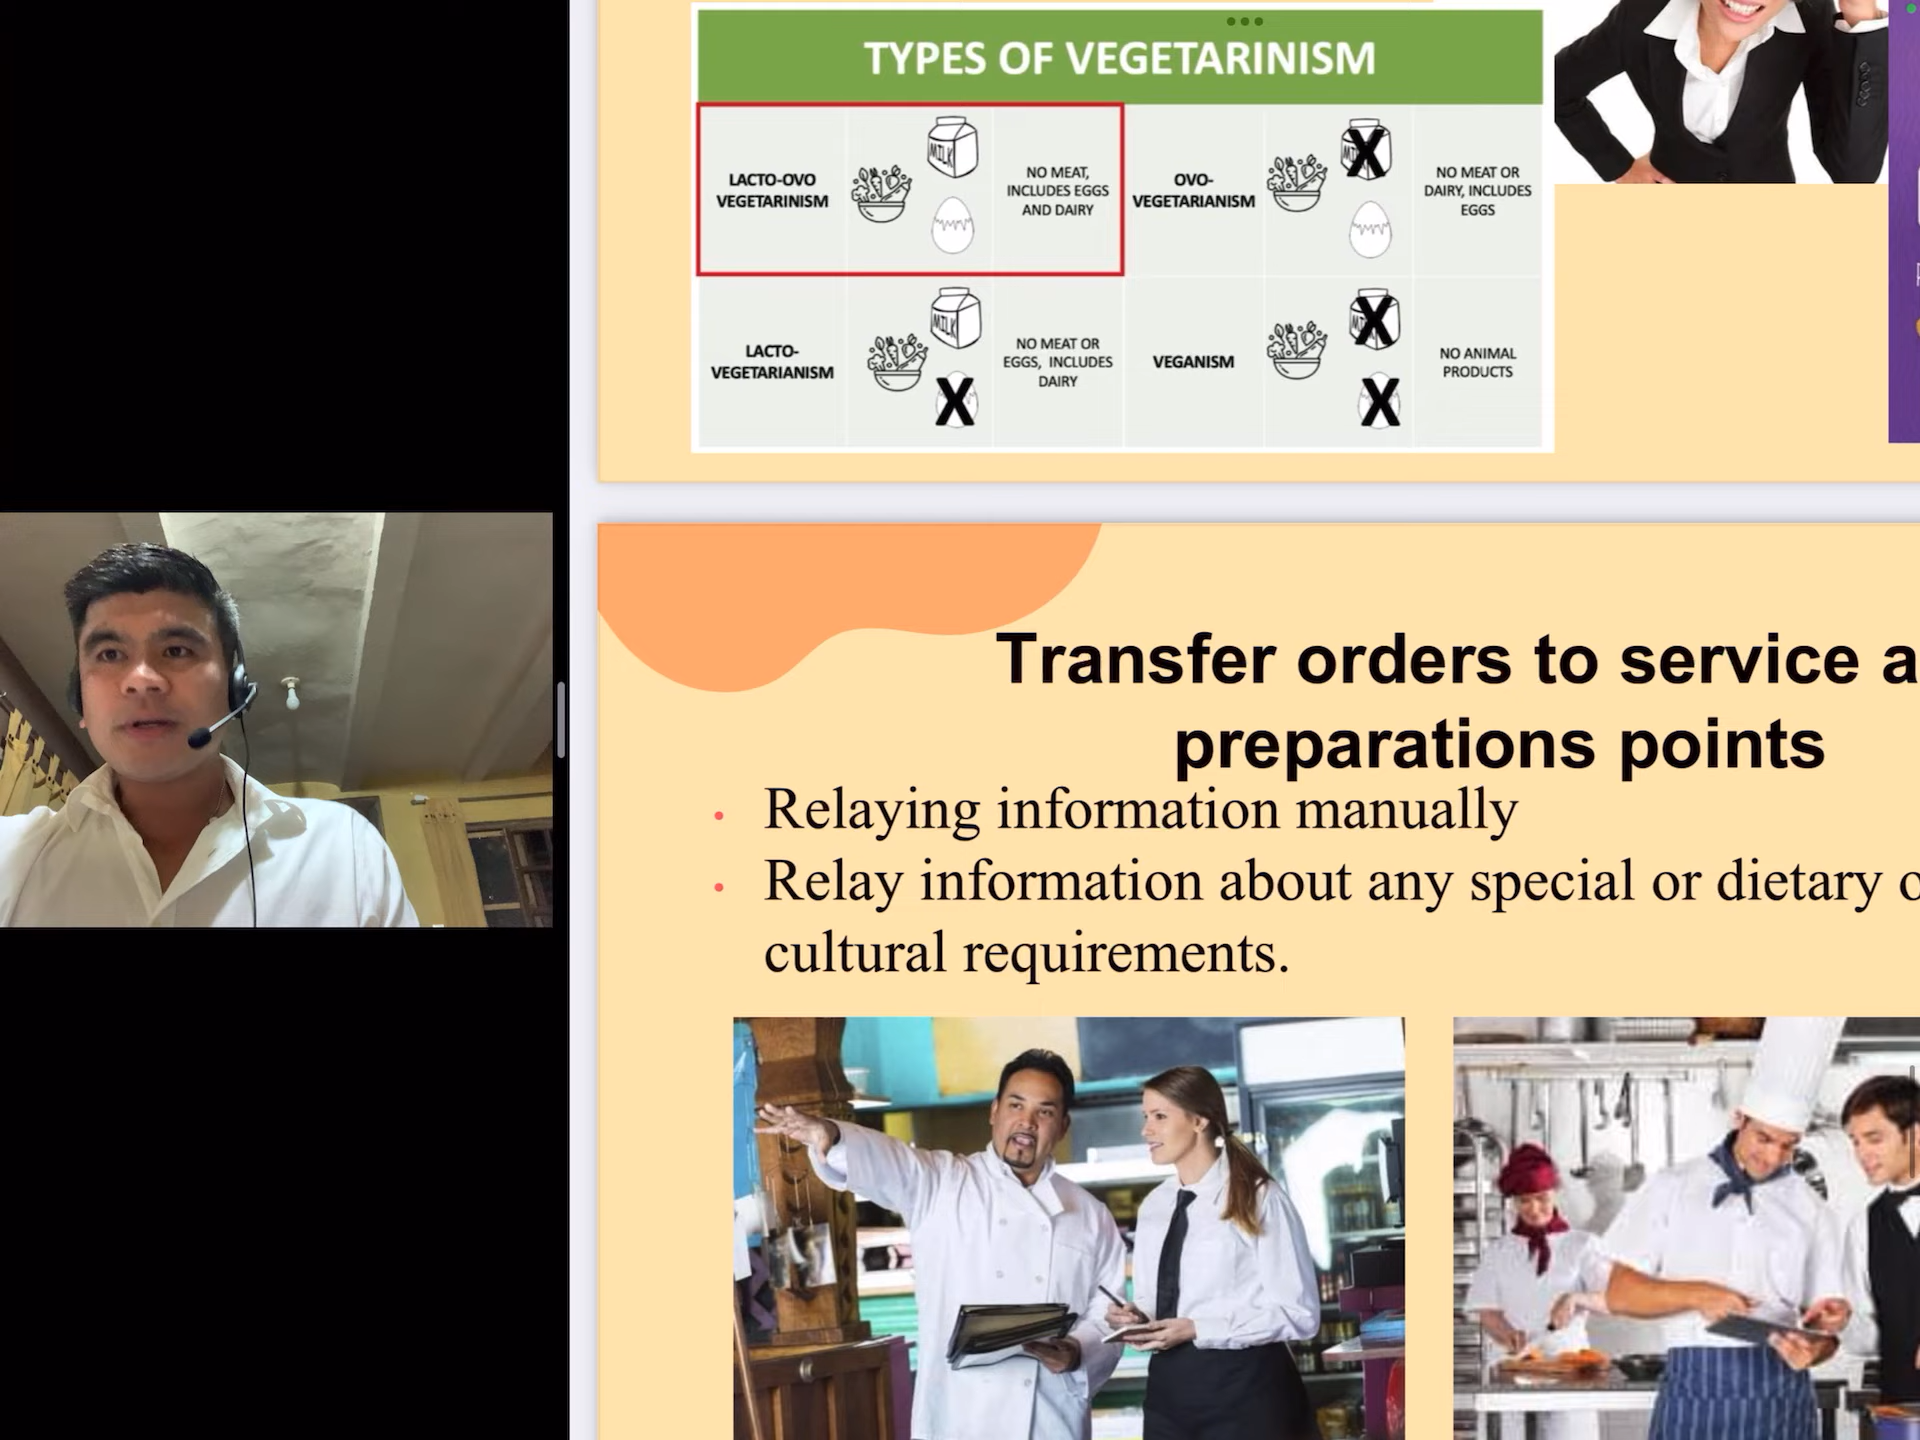 TYPES OF VEGETARINISM
LACTO-OVO
VEGETARINISM
MILK
NO MEAT,
INCLUDES EGGS
AND DAIRY
OVO-
VEGETARIANISM
NO MEAT OR
DAIRY, INCLUDES
EGGS
LACTO-
VEGETARIANISM
MILK
NO MEAT OR
EGGS, INCLUDES
DAIRY
VEGANISM
NO ANIMAL
PRODUCTS
Transfer orders to service a
preparations points
• Relaying information manually
• Relay information about any special or dietary o
cultural requirements.